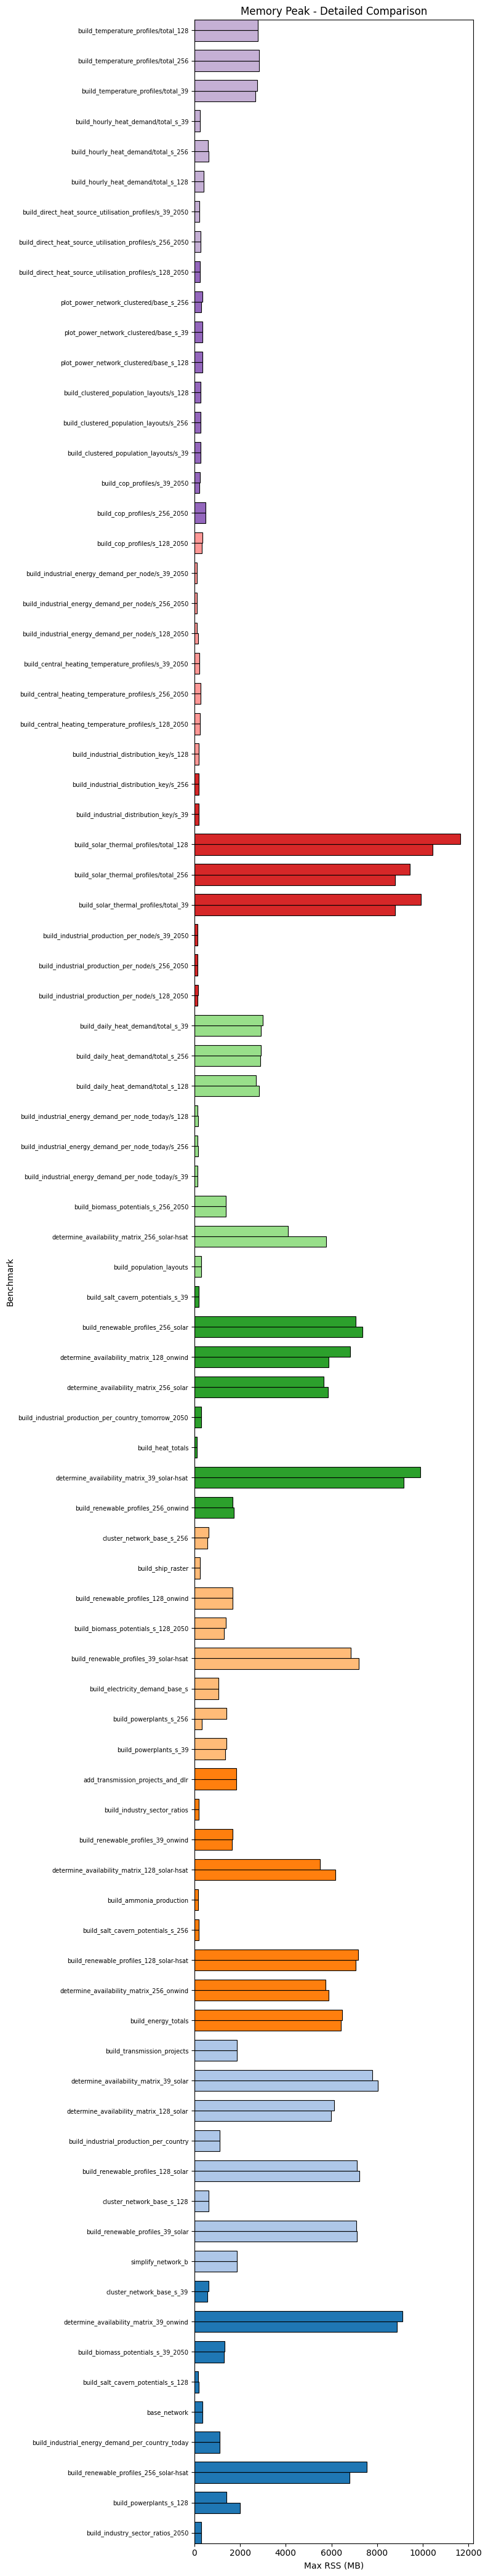 Memory Peak - Detailed Comparison
build_temperature_profiles/total_128
build_temperature_profiles/total_256
build_temperature_profiles/total_39
build_hourly_heat_demand/total_s_39
build_hourly_heat_demand/total_s_256
build_hourly_heat_demand/total_s_128
build_direct_heat_source_utilisation_profiles/s_39_2050
build_direct_heat_source_utilisation_profiles/s_256_2050
build_direct_heat_source_utilisation_profiles/s_128_2050
plot_power_network_clustered/base_s_256
plot_power_network_clustered/base_s_39
plot_power_network_clustered/base_s_128
build_clustered_population_layouts/s_128
build_clustered_population_layouts/s_256
build_clustered_population_layouts/s_39
build_cop_profiles/s_39_2050
build_cop_profiles/s_256_2050
build_cop_profiles/s_128_2050
build_industrial_energy_demand_per_node/s_39_2050
build_industrial_energy_demand_per_node/s_256_2050
build_industrial_energy_demand_per_node/s_128_2050
build_central_heating_temperature_profiles/s_39_2050
build_central_heating_temperature_profiles/s_256_2050
build_central_heating_temperature_profiles/s_128_2050
build_industrial_distribution_key/s_128
build_industrial_distribution_key/s_256
build_industrial_distribution_key/s_39
build_solar_thermal_profiles/total_128
build_solar_thermal_profiles/total_256
build_solar_thermal_profiles/total_39
build_industrial_production_per_node/s_39_2050
build_industrial_production_per_node/s_256_2050
build_industrial_production_per_node/s_128_2050
build_daily_heat_demand/total_s_39
build_daily_heat_demand/total_s_256
build_daily_heat_demand/total_s_128
build_industrial_energy_demand_per_node_today/s_128
build_industrial_energy_demand_per_node_today/s_256
build_industrial_energy_demand_per_node_today/s_39
build_biomass_potentials_s_256_2050
determine_availability_matrix_256_solar-hsat
build_population_layouts
build_salt_cavern_potentials_s_39
build_renewable_profiles_256_solar
determine_availability_matrix_128_onwind
determine_availability_matrix_256_solar
build_industrial_production_per_country_tomorrow_2050
build_heat_totals
determine_availability_matrix_39_solar-hsat
build_renewable_profiles_256_onwind
cluster_network_base_s_256
build_ship_raster
build_renewable_profiles_128_onwind
build_biomass_potentials_s_128_2050
build_renewable_profiles_39_solar-hsat
build_electricity_demand_base_s
build_powerplants_s_256
build_powerplants_s_39
add_transmission_projects_and_dlr
build_industry_sector_ratios
build_renewable_profiles_39_onwind
determine_availability_matrix_128_solar-hsat
build_ammonia_production
build_salt_cavern_potentials_s_256
build_renewable_profiles_128_solar-hsat
determine_availability_matrix_256_onwind
build_energy_totals
build_transmission_projects
determine_availability_matrix_39_solar
determine_availability_matrix_128_solar
build_industrial_production_per_country
build_renewable_profiles_128_solar
cluster_network_base_s_128
build_renewable_profiles_39_solar
simplify_network_b
cluster_network_base_s_39
determine_availability_matrix_39_onwind
build_biomass_potentials_s_39_2050
build_salt_cavern_potentials_s_128
base_network
build_industrial_energy_demand_per_country_today
build_renewable_profiles_256_solar-hsat
build_powerplants_s_128
build_industry_sector_ratios_2050
Benchmark
0 2000 4000 6000 8000 10000 12000
Max RSS (MB)